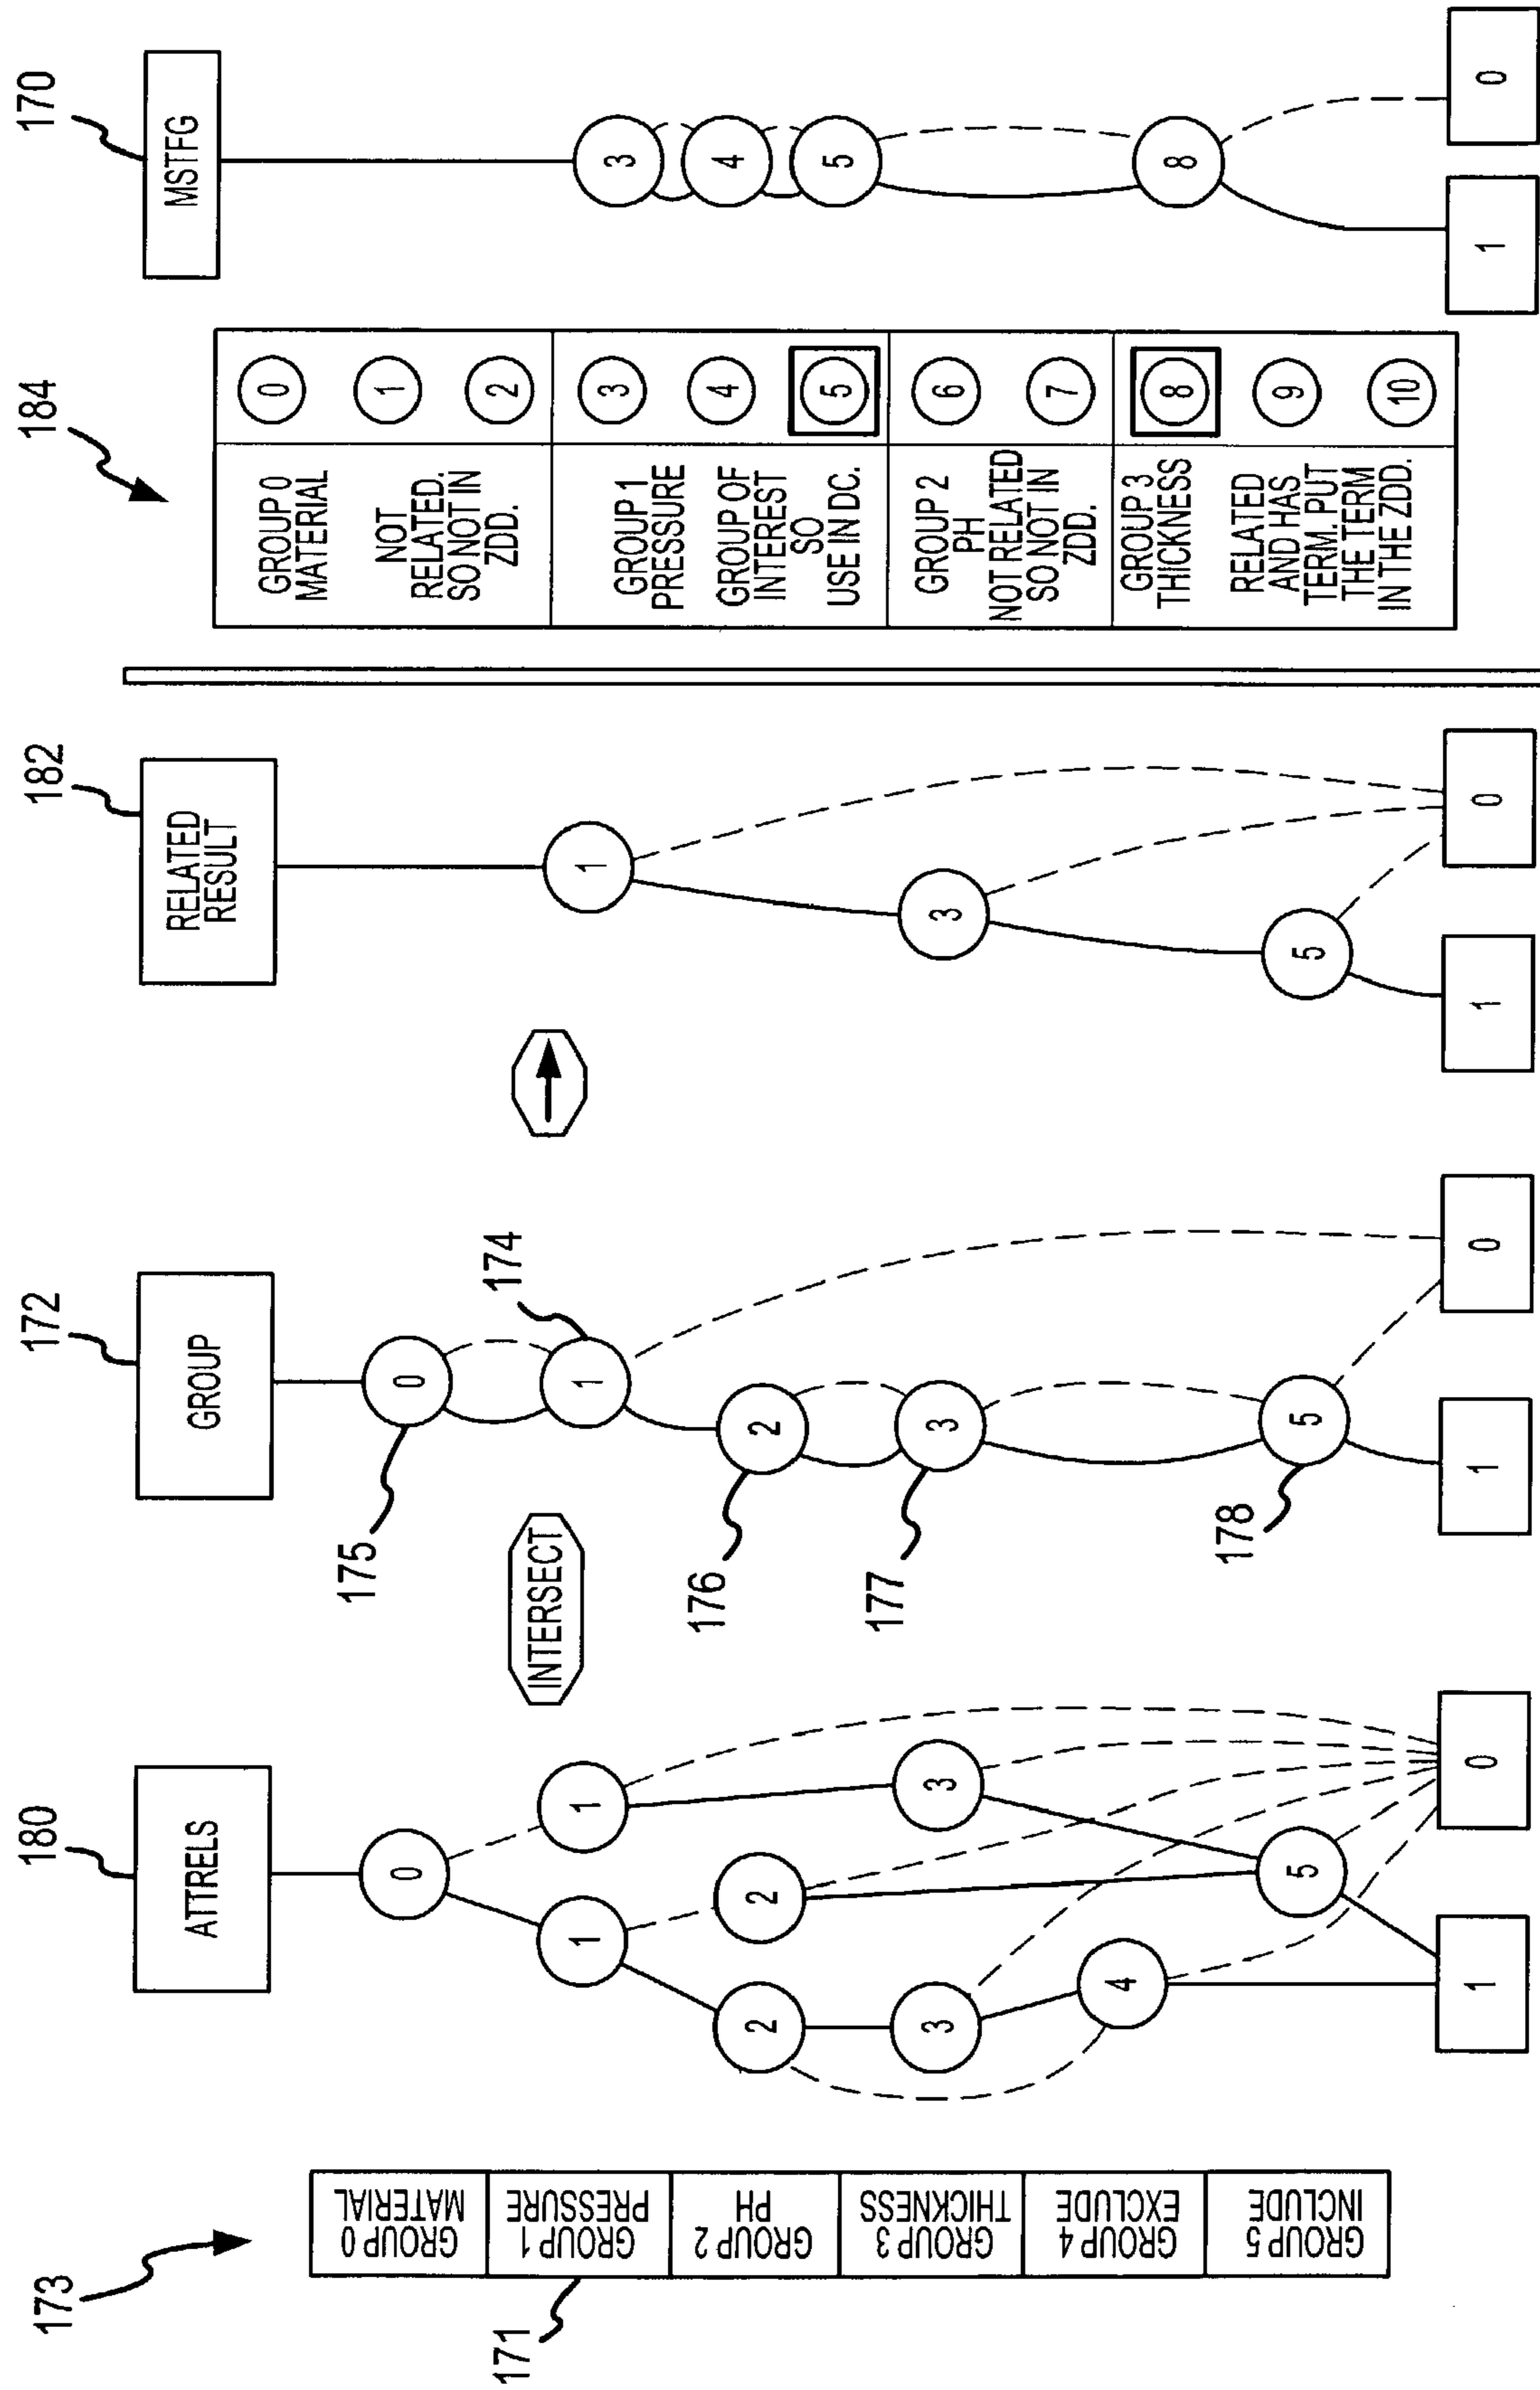 173
171
GROUP 0
MATERIAL
GROUP 1
PRESSURE
GROUP 2
PH
GROUP 3
THICKNESS
GROUP 4
EXCLUDE
GROUP 5
INCLUDE
180
ATTRELS
0
1
1
2
2
3
3
4
5
1
0
INTERSECT
172
GROUP
175
0
174
1
176
2
177
3
178
5
1
0
182
RELATED
RESULT
1
3
5
1
0
184
GROUP 0
MATERIAL
NOT
RELATED.
SO NOT IN
ZDD.
0
1
2
GROUP 1
PRESSURE
GROUP OF
INTEREST
SO
USE IN DC.
3
4
5
GROUP 2
PH
NOT RELATED
SO NOT IN
ZDD.
6
7
GROUP 3
THICKNESS
RELATED
AND HAS
TERM. PUT
THE TERM
IN THE ZDD.
8
9
10
170
MSTFG
3
4
5
8
1
0